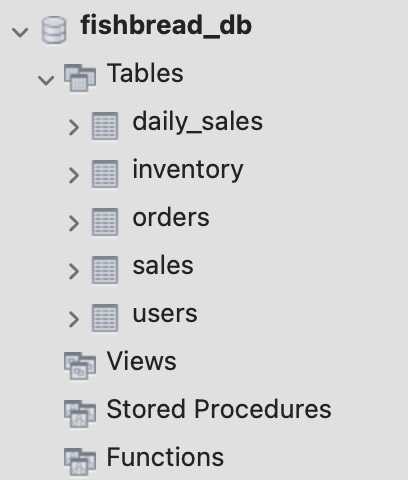 fishbread_db
Tables
daily_sales
inventory
orders
sales
users
Views
Stored Procedures
Functions